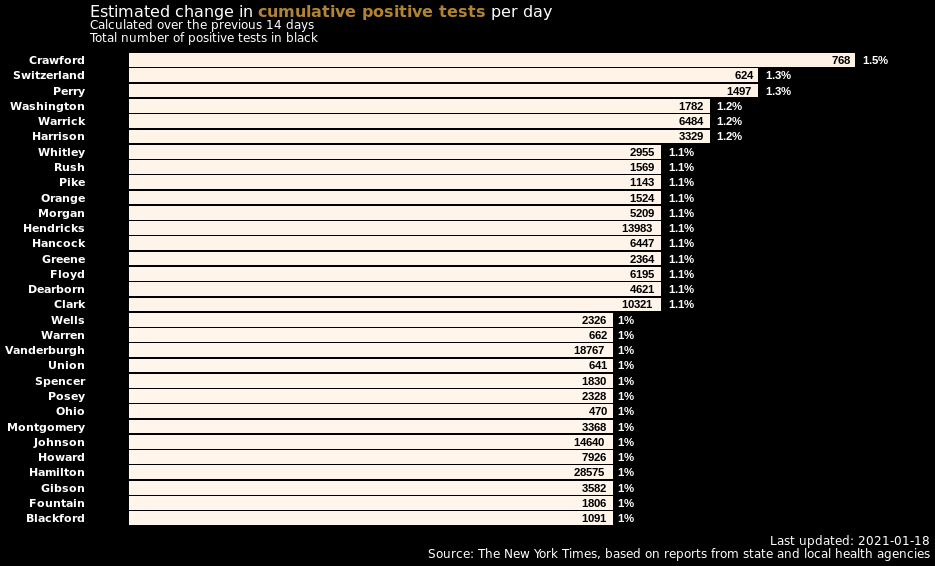 Estimated change in cumulative positive tests per day
Calculated over the previous 14 days
Total number of positive tests in black
Crawford 768 1.5%
Switzerland 624 1.3%
Perry 1497 1.3%
Washington 1782 1.2%
Warrick 6484 1.2%
Harrison 3329 1.2%
Whitley 2955 1.1%
Rush 1569 1.1%
Pike 1143 1.1%
Orange 1524 1.1%
Morgan 5209 1.1%
Hendricks 13983 1.1%
Hancock 6447 1.1%
Greene 2364 1.1%
Floyd 6195 1.1%
Dearborn 4621 1.1%
Clark 10321 1.1%
Wells 2326 1%
Warren 662 1%
Vanderburgh 18767 1%
Union 641 1%
Spencer 1830 1%
Posey 2328 1%
Ohio 470 1%
Montgomery 3368 1%
Johnson 14640 1%
Howard 7926 1%
Hamilton 28575 1%
Gibson 3582 1%
Fountain 1806 1%
Blackford 1091 1%
Last updated: 2021-01-18
Source: The New York Times, based on reports from state and local health agencies